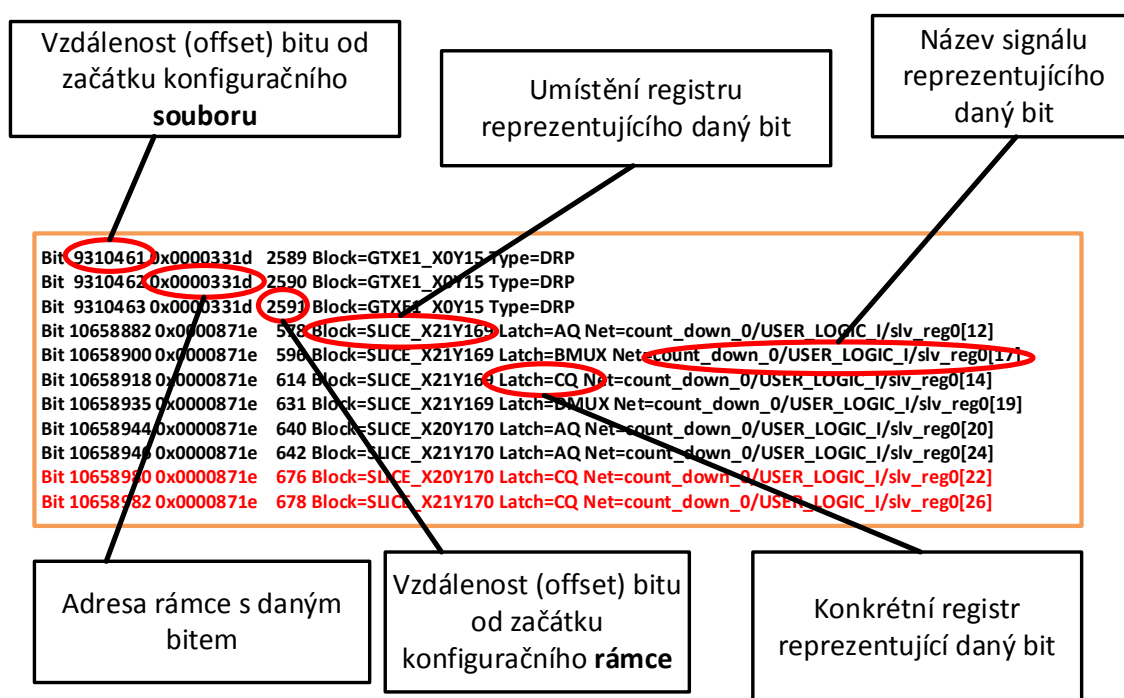 Vzdálenost (offset) bitu od
začátku konfiguračního
souboru
Umístění registru
reprezentujícího daný bit
Název signálu
reprezentujícího
daný bit
Bit 9310461 0x0000331d 2589 Block=GTXE1_X0Y15 Type=DRP
Bit 9310462 0x0000331d 2590 Block=GTXE1_X0Y15 Type=DRP
Bit 9310463 0x0000331d 2591 Block=GTXE1_X0Y15 Type=DRP
Bit 10658882 0x0000871e 578 Block=SLICE_X21Y169 Latch=AQ Net=count_down_0/USER_LOGIC_I/slv_reg0[12]
Bit 10658900 0x0000871e 596 Block=SLICE_X21Y169 Latch=BMUX Net=count_down_0/USER_LOGIC_I/slv_reg0[17]
Bit 10658918 0x0000871e 614 Block=SLICE_X21Y169 Latch=CQ Net=count_down_0/USER_LOGIC_I/slv_reg0[14]
Bit 10658935 0x0000871e 631 Block=SLICE_X21Y169 Latch=DMUX Net=count_down_0/USER_LOGIC_I/slv_reg0[19]
Bit 10658944 0x0000871e 640 Block=SLICE_X20Y170 Latch=AQ Net=count_down_0/USER_LOGIC_I/slv_reg0[20]
Bit 10658946 0x0000871e 642 Block=SLICE_X21Y170 Latch=AQ Net=count_down_0/USER_LOGIC_I/slv_reg0[24]
Bit 10658980 0x0000871e 676 Block=SLICE_X20Y170 Latch=CQ Net=count_down_0/USER_LOGIC_I/slv_reg0[22]
Bit 10658982 0x0000871e 678 Block=SLICE_X21Y170 Latch=CQ Net=count_down_0/USER_LOGIC_I/slv_reg0[26]
Adresa rámce s daným
bitem
Vzdálenost (offset) bitu
od začátku
konfiguračního rámce
Konkrétní registr
reprezentující daný bit